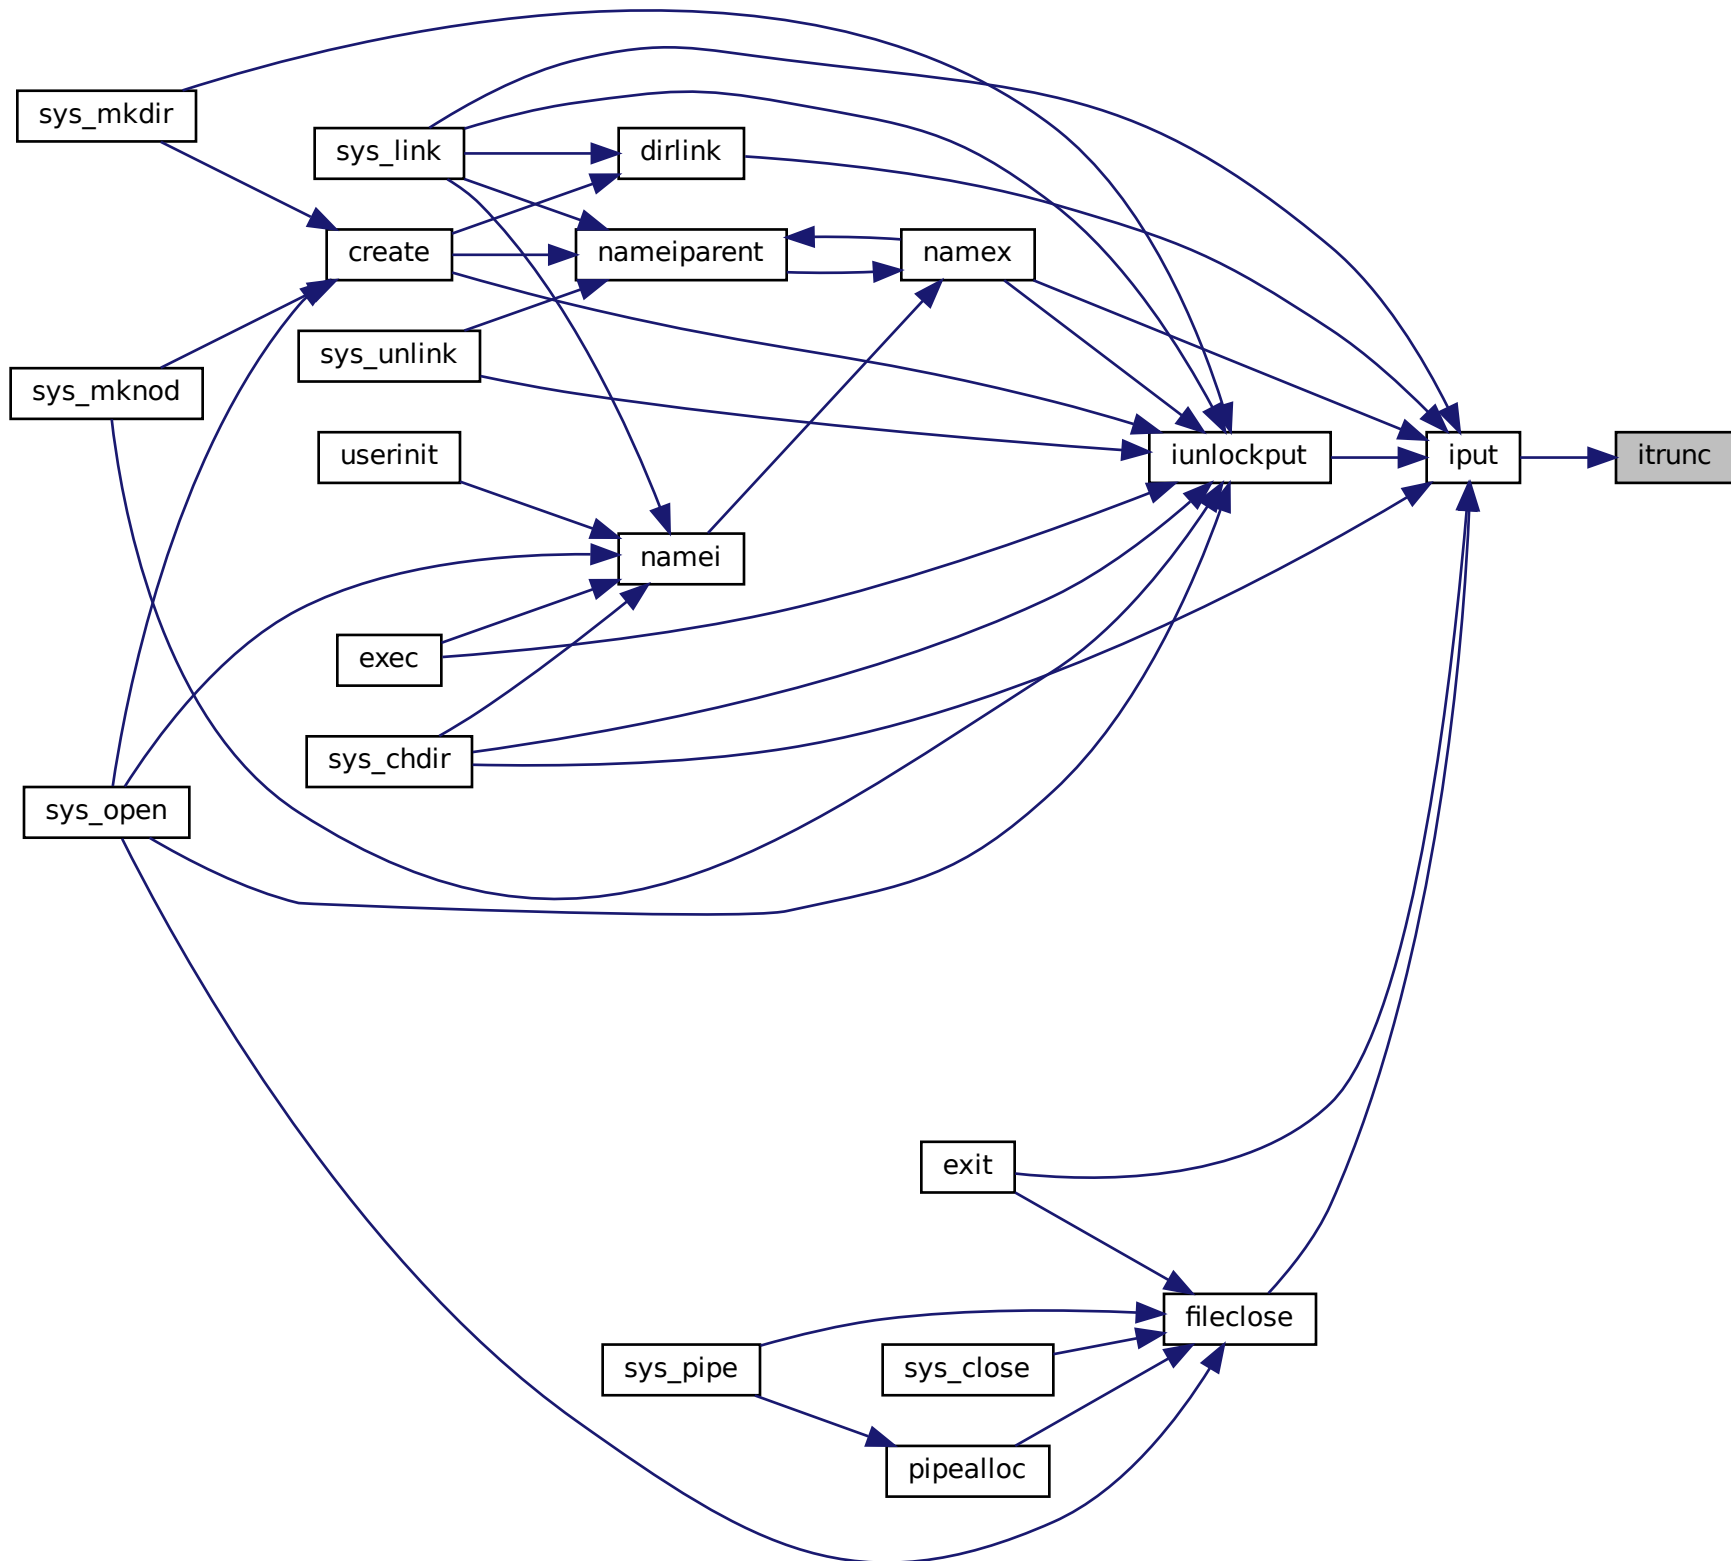 sys_mkdir
sys_link
dirlink
create
nameiparent
namex
sys_unlink
sys_mknod
userinit
iunlockput
iput
itrunc
namei
exec
sys_chdir
sys_open
exit
fileclose
sys_pipe
sys_close
pipealloc